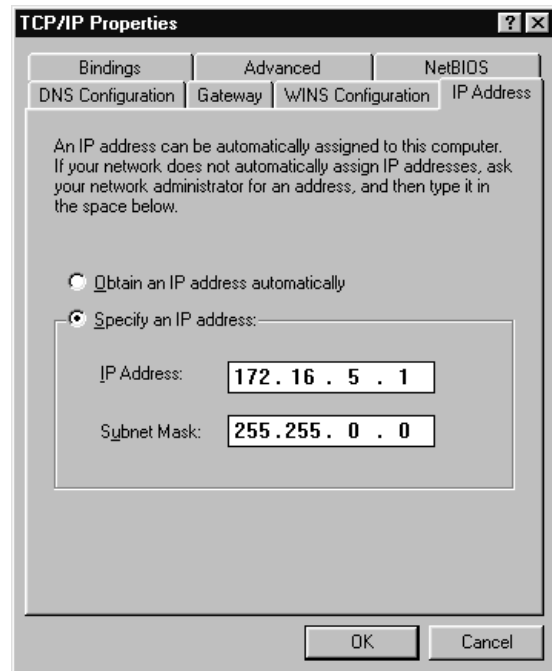 TCP/IP Properties
? X
Bindings Advanced NetBIOS
DNS Configuration Gateway WINS Configuration IP Address
An IP address can be automatically assigned to this computer.
If your network does not automatically assign IP addresses, ask
your network administrator for an address, and then type it in
the space below.
Obtain an IP address automatically
Specify an IP address:
IP Address: 172.16.5.1
Subnet Mask: 255.255.0.0
OK Cancel